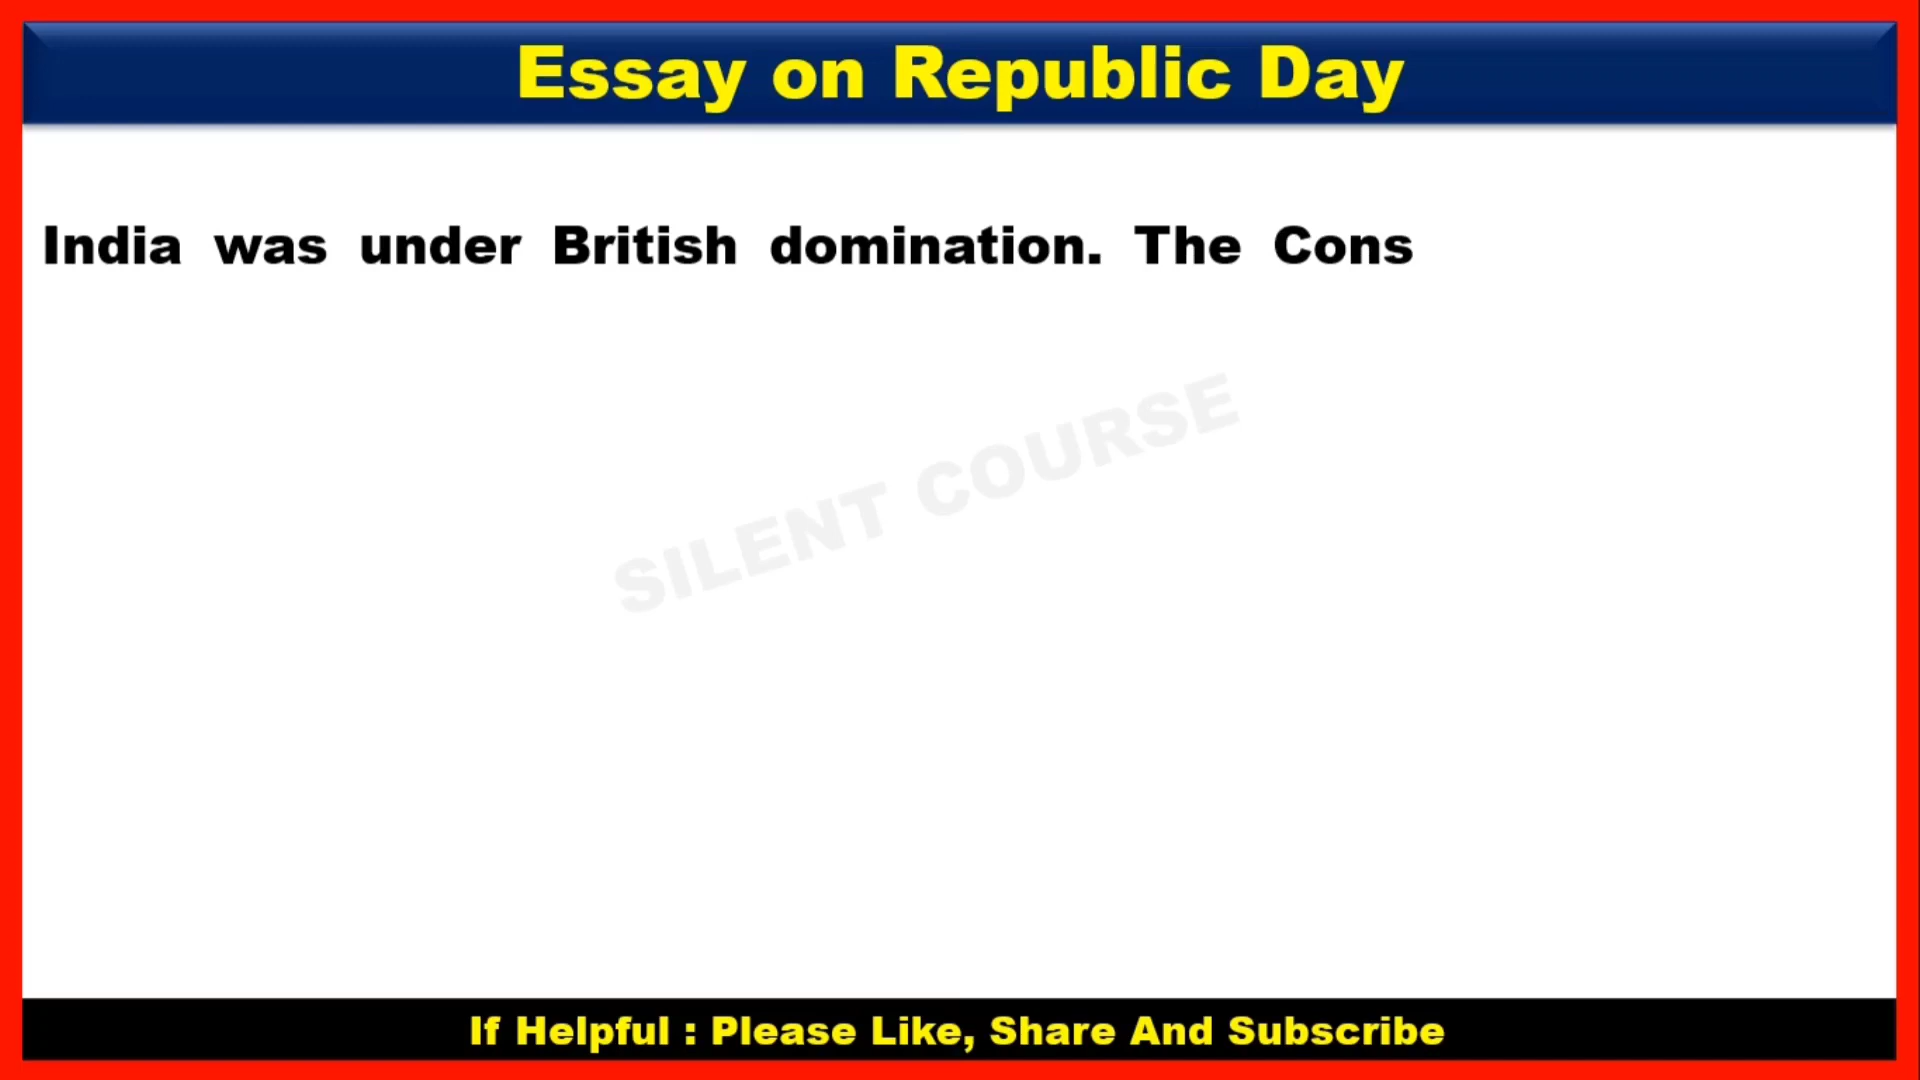 Essay on Republic Day
India was under British domination. The Cons
SILENT COURSE
If Helpful : Please Like, Share And Subscribe